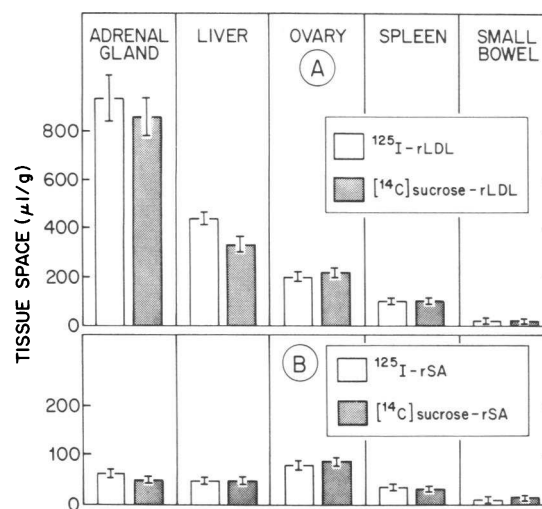 ADRENAL GLAND
LIVER
OVARY
SPLEEN
SMALL BOWEL
A
¹²⁵I-rLDL
[¹⁴C]sucrose-rLDL
TISSUE SPACE (µl/g)
800
600
400
200
0
B
¹²⁵I-rSA
[¹⁴C]sucrose-rSA
200
100
0